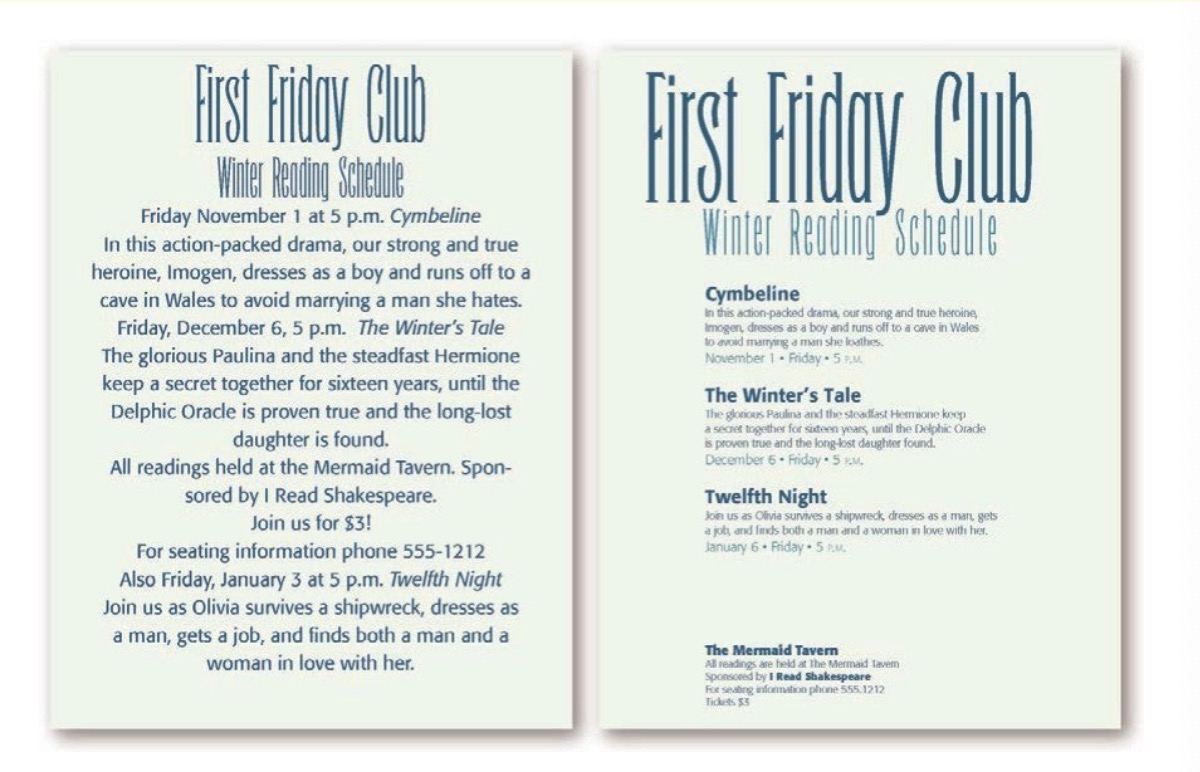 First Friday Club
Winter Reading Schedule
Friday November 1 at 5 p.m. Cymbeline
In this action-packed drama, our strong and true
heroine, Imogen, dresses as a boy and runs off to a
cave in Wales to avoid marrying a man she hates.
Friday, December 6, 5 p.m. The Winter's Tale
The glorious Paulina and the steadfast Hermione
keep a secret together for sixteen years, until the
Delphic Oracle is proven true and the long-lost
daughter is found.
All readings held at the Mermaid Tavern. Spon-
sored by I Read Shakespeare.
Join us for $3!
For seating information phone 555-1212
Also Friday, January 3 at 5 p.m. Twelfth Night
Join us as Olivia survives a shipwreck, dresses as
a man, gets a job, and finds both a man and a
woman in love with her.
First Friday Club
Winter Reading Schedule
Cymbeline
In this action-packed drama, our strong and true heroine,
Imogen, dresses as a boy and runs off to a cave in Wales
to avoid marrying a man she loathes.
November 1 • Friday • 5 P.M.
The Winter's Tale
The glorious Paulina and the steadfast Hermione keep
a secret together for sixteen years, until the Delphic Oracle
is proven true and the long-lost daughter found.
December 6 • Friday • 5 P.M.
Twelfth Night
Join us as Olivia survives a shipwreck, dresses as a man, gets
a job, and finds both a man and a woman in love with her.
January 6 • Friday • 5 P.M.
The Mermaid Tavern
All readings are held at The Mermaid Tavern
Sponsored by I Read Shakespeare
For seating information phone 555.1212
Tickets $3